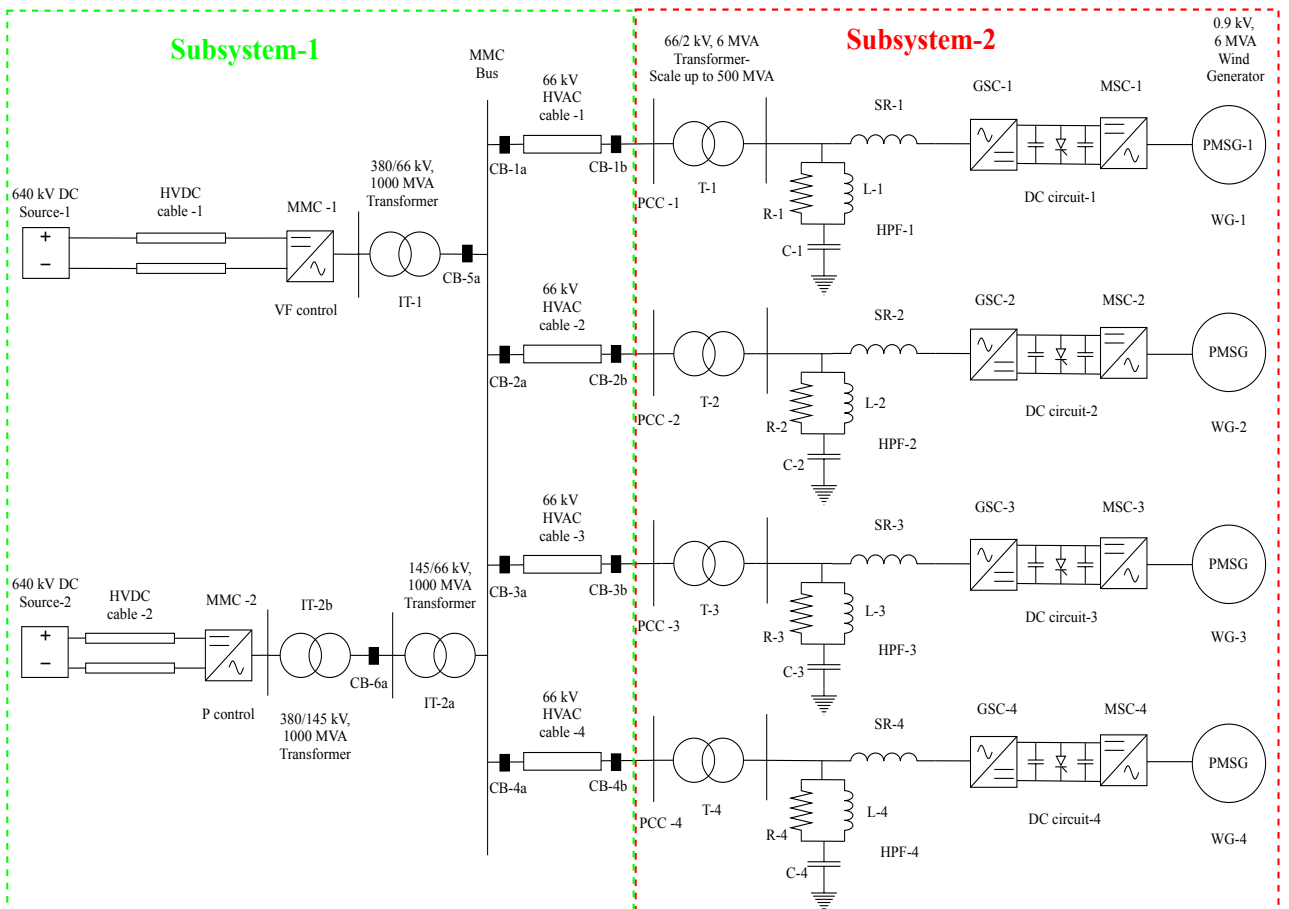 Subsystem-1
Subsystem-2
MMC
Bus
66 kV
HVAC
cable -1
CB-1a
CB-1b
380/66 kV,
1000 MVA
Transformer
640 kV DC
Source-1
HVDC
cable -1
MMC -1
+
−
VF control
IT-1
CB-5a
66 kV
HVAC
cable -2
CB-2a
CB-2b
66 kV
HVAC
cable -3
CB-3a
CB-3b
145/66 kV,
1000 MVA
Transformer
640 kV DC
Source-2
HVDC
cable -2
MMC -2
IT-2b
+
−
CB-6a
IT-2a
P control
380/145 kV,
1000 MVA
Transformer
66 kV
HVAC
cable -4
CB-4a
CB-4b
66/2 kV, 6 MVA
Transformer-
Scale up to 500 MVA
0.9 kV,
6 MVA
Wind
Generator
SR-1
GSC-1
MSC-1
PMSG-1
PCC -1
T-1
R-1
L-1
C-1
HPF-1
DC circuit-1
WG-1
SR-2
GSC-2
MSC-2
PMSG
PCC -2
T-2
R-2
L-2
C-2
HPF-2
DC circuit-2
WG-2
SR-3
GSC-3
MSC-3
PMSG
PCC -3
T-3
R-3
L-3
C-3
HPF-3
DC circuit-3
WG-3
SR-4
GSC-4
MSC-4
PMSG
PCC -4
T-4
R-4
L-4
C-4
HPF-4
DC circuit-4
WG-4